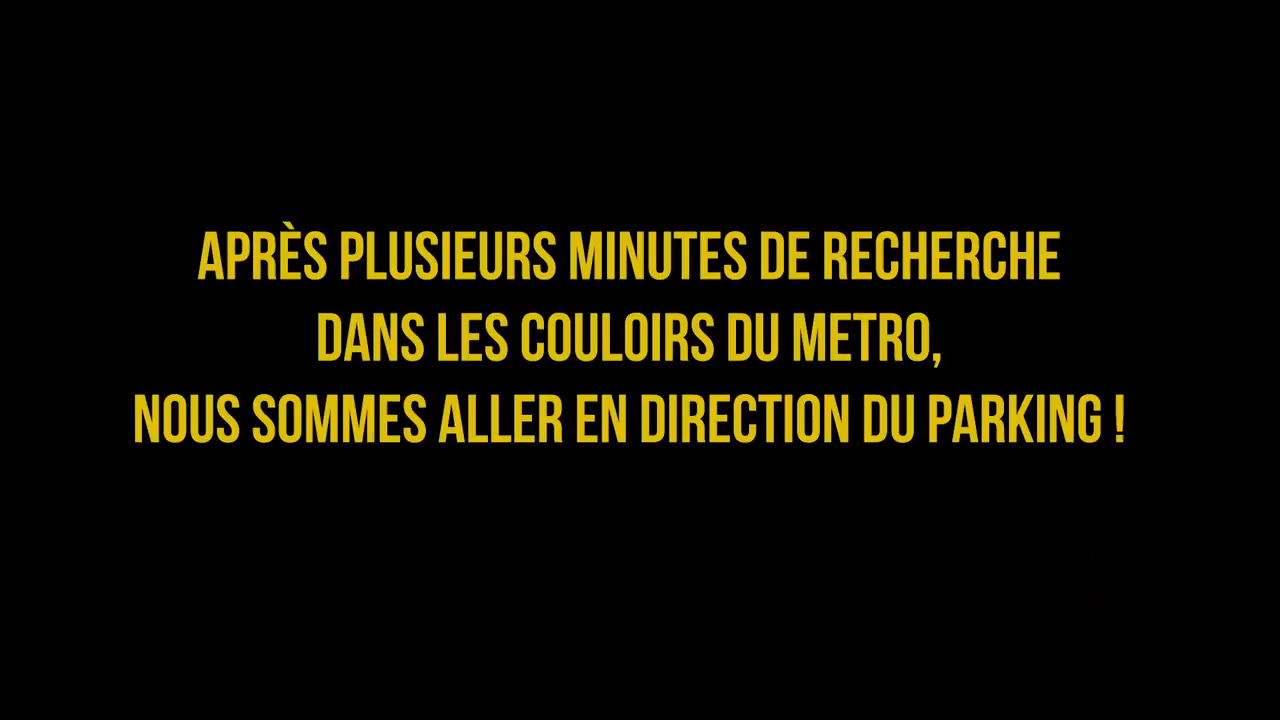 APRÈS PLUSIEURS MINUTES DE RECHERCHE
DANS LES COULOIRS DU METRO,
NOUS SOMMES ALLER EN DIRECTION DU PARKING !